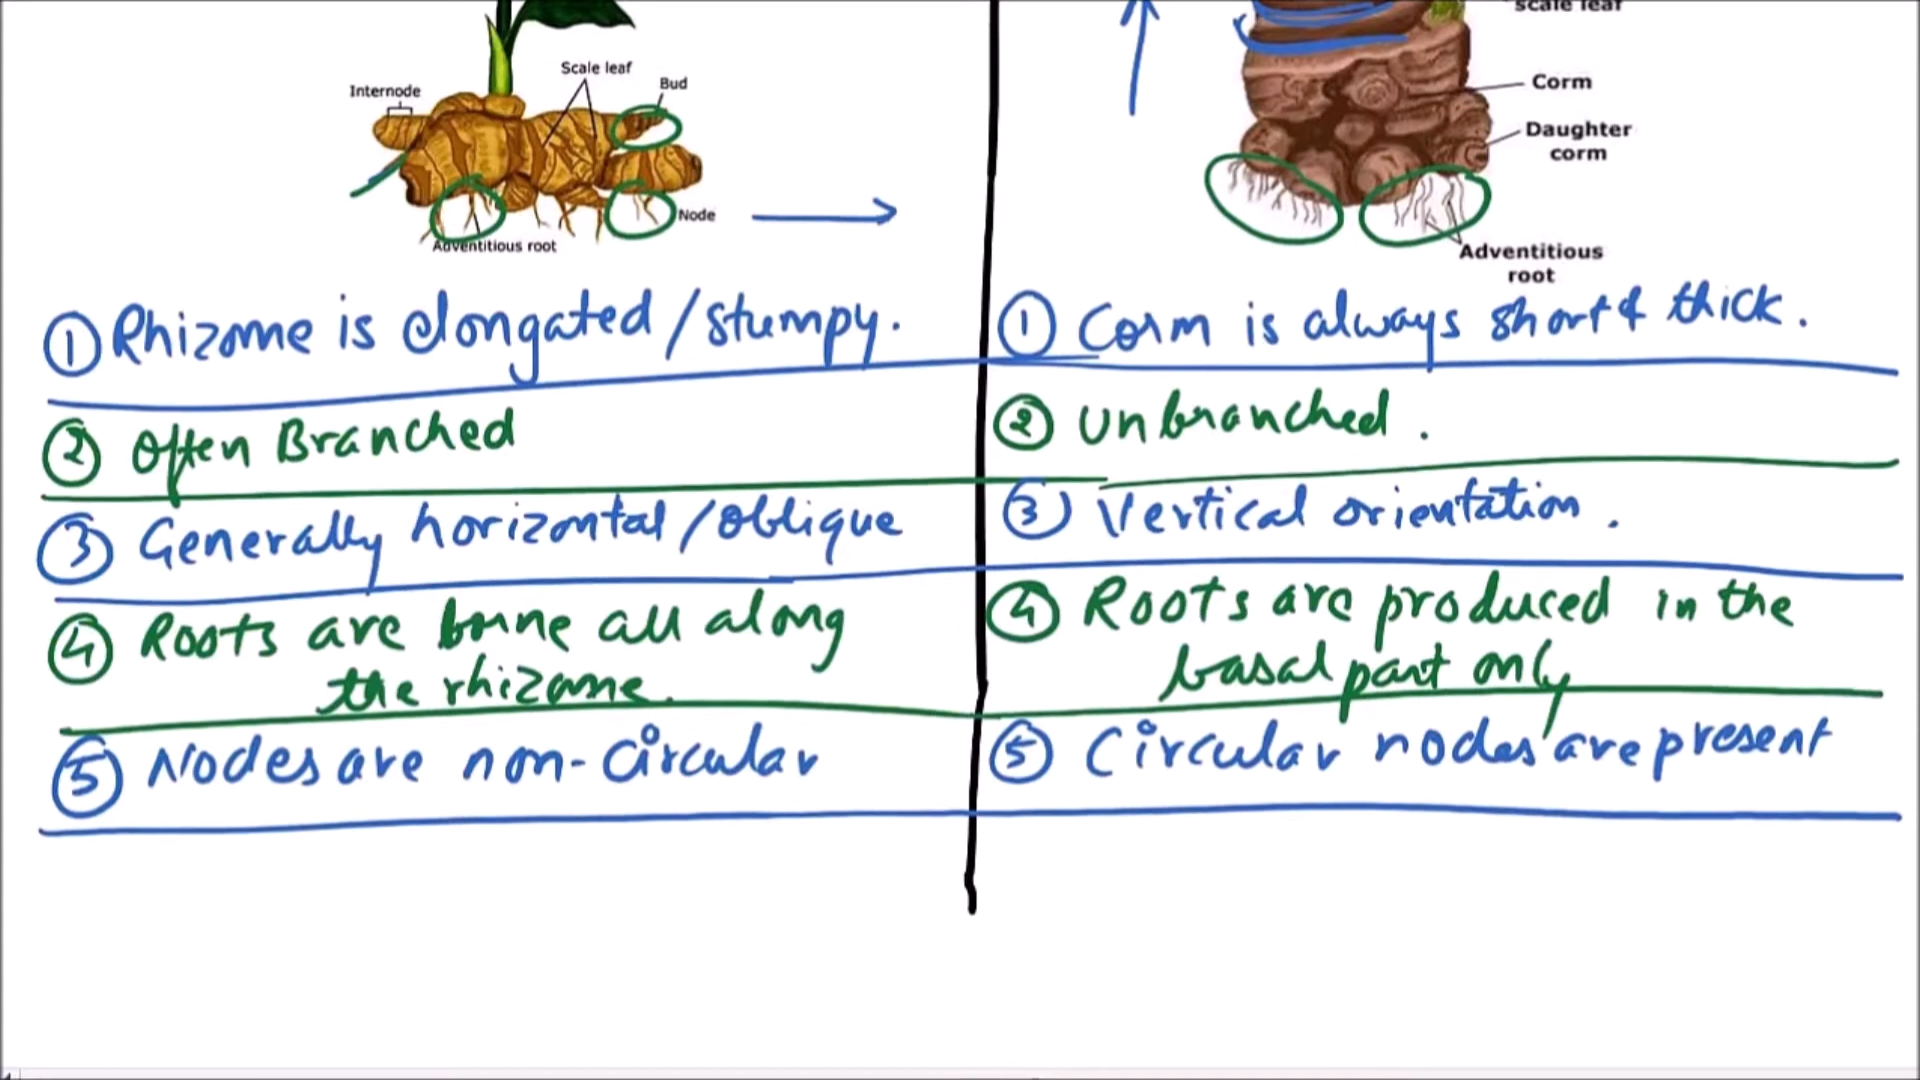 Scale leaf
Bud
Internode
Node
Adventitious root
scale leaf
Corm
Daughter
corm
Adventitious
root
① Rhizome is elongated/stumpy.
② Often Branched
③ Generally horizontal/oblique
④ Roots are borne all along
the rhizome.
⑤ Nodes are non-circular
① Corm is always short & thick.
② unbranched.
③ Vertical orientation.
④ Roots are produced in the
basal part only
⑤ Circular nodes are present